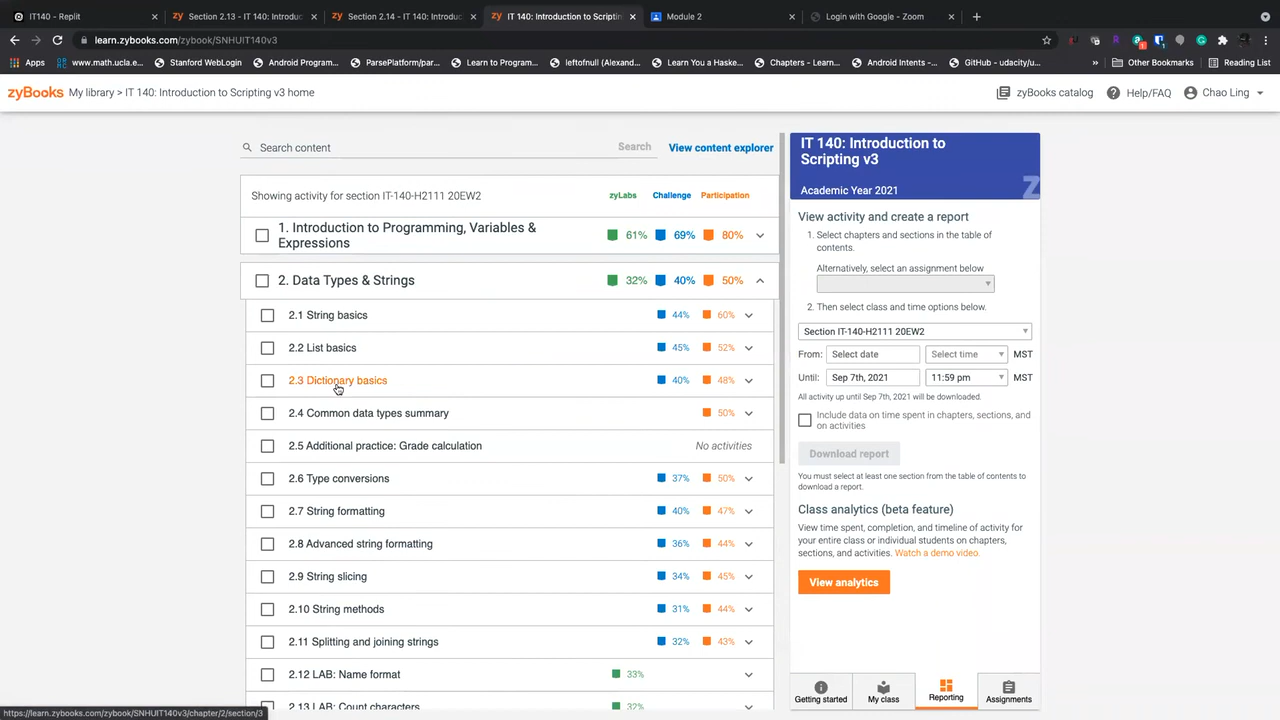 IT140 - Replit
Section 2.13 - IT 140: Introduc
Section 2.14 - IT 140: Introduc
IT 140: Introduction to Scriptin
Module 2
Login with Google - Zoom
learn.zybooks.com/zybook/SNHUIT140v3
Apps
www.math.ucla.e...
Stanford WebLogin
Android Program...
ParsePlatform/par...
Learn to Program...
leftofnull (Alexand...
Learn You a Haske...
Chapters - Learn...
Android Intents -...
GitHub - udacity/u...
»
Other Bookmarks
Reading List
zyBooks My library > IT 140: Introduction to Scripting v3 home
zyBooks catalog
Help/FAQ
Chao Ling
Search content
Search
View content explorer
Showing activity for section IT-140-H2111 20EW2
zyLabs Challenge Participation
1. Introduction to Programming, Variables &
Expressions
61% 69% 80%
2. Data Types & Strings 32% 40% 50%
2.1 String basics 44% 60%
2.2 List basics 45% 52%
2.3 Dictionary basics 40% 48%
2.4 Common data types summary 50%
2.5 Additional practice: Grade calculation No activities
2.6 Type conversions 37% 50%
2.7 String formatting 40% 47%
2.8 Advanced string formatting 36% 44%
2.9 String slicing 34% 45%
2.10 String methods 31% 44%
2.11 Splitting and joining strings 32% 43%
2.12 LAB: Name format 33%
2.13 LAB: Count characters 32%
IT 140: Introduction to
Scripting v3
Academic Year 2021
Z
View activity and create a report
1. Select chapters and sections in the table of
contents.
Alternatively, select an assignment below
2. Then select class and time options below.
Section IT-140-H2111 20EW2
From: Select date Select time MST
Until: Sep 7th, 2021 11:59 pm MST
All activity up until Sep 7th, 2021 will be downloaded.
Include data on time spent in chapters, sections, and
on activities
Download report
You must select at least one section from the table of contents to
download a report.
Class analytics (beta feature)
View time spent, completion, and timeline of activity for
your entire class or individual students on chapters,
sections, and activities. Watch a demo video.
View analytics
Getting started
My class
Reporting
Assignments
https://learn.zybooks.com/zybook/SNHUIT140v3/chapter/2/section/3